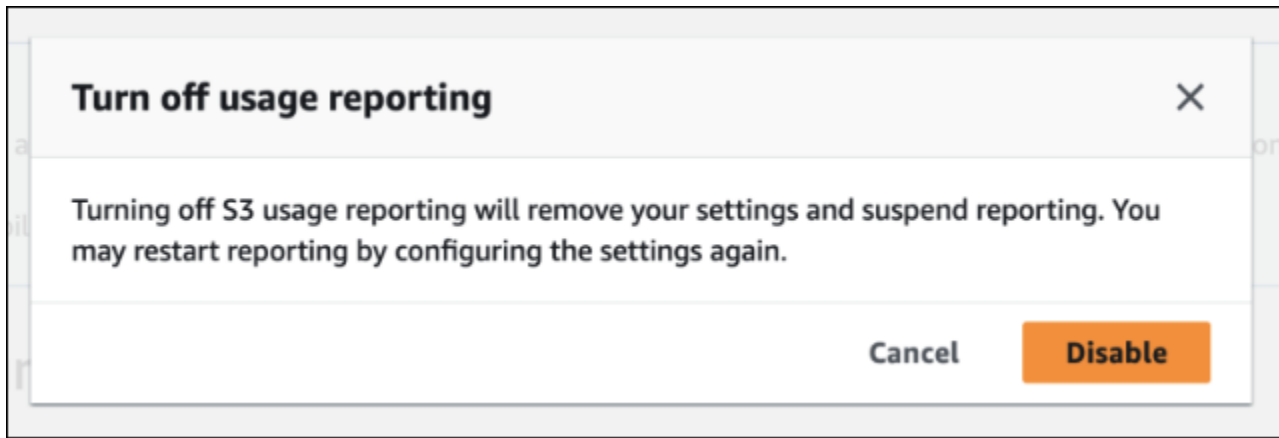 Turn off usage reporting
Turning off S3 usage reporting will remove your settings and suspend reporting. You
may restart reporting by configuring the settings again.
Cancel
Disable